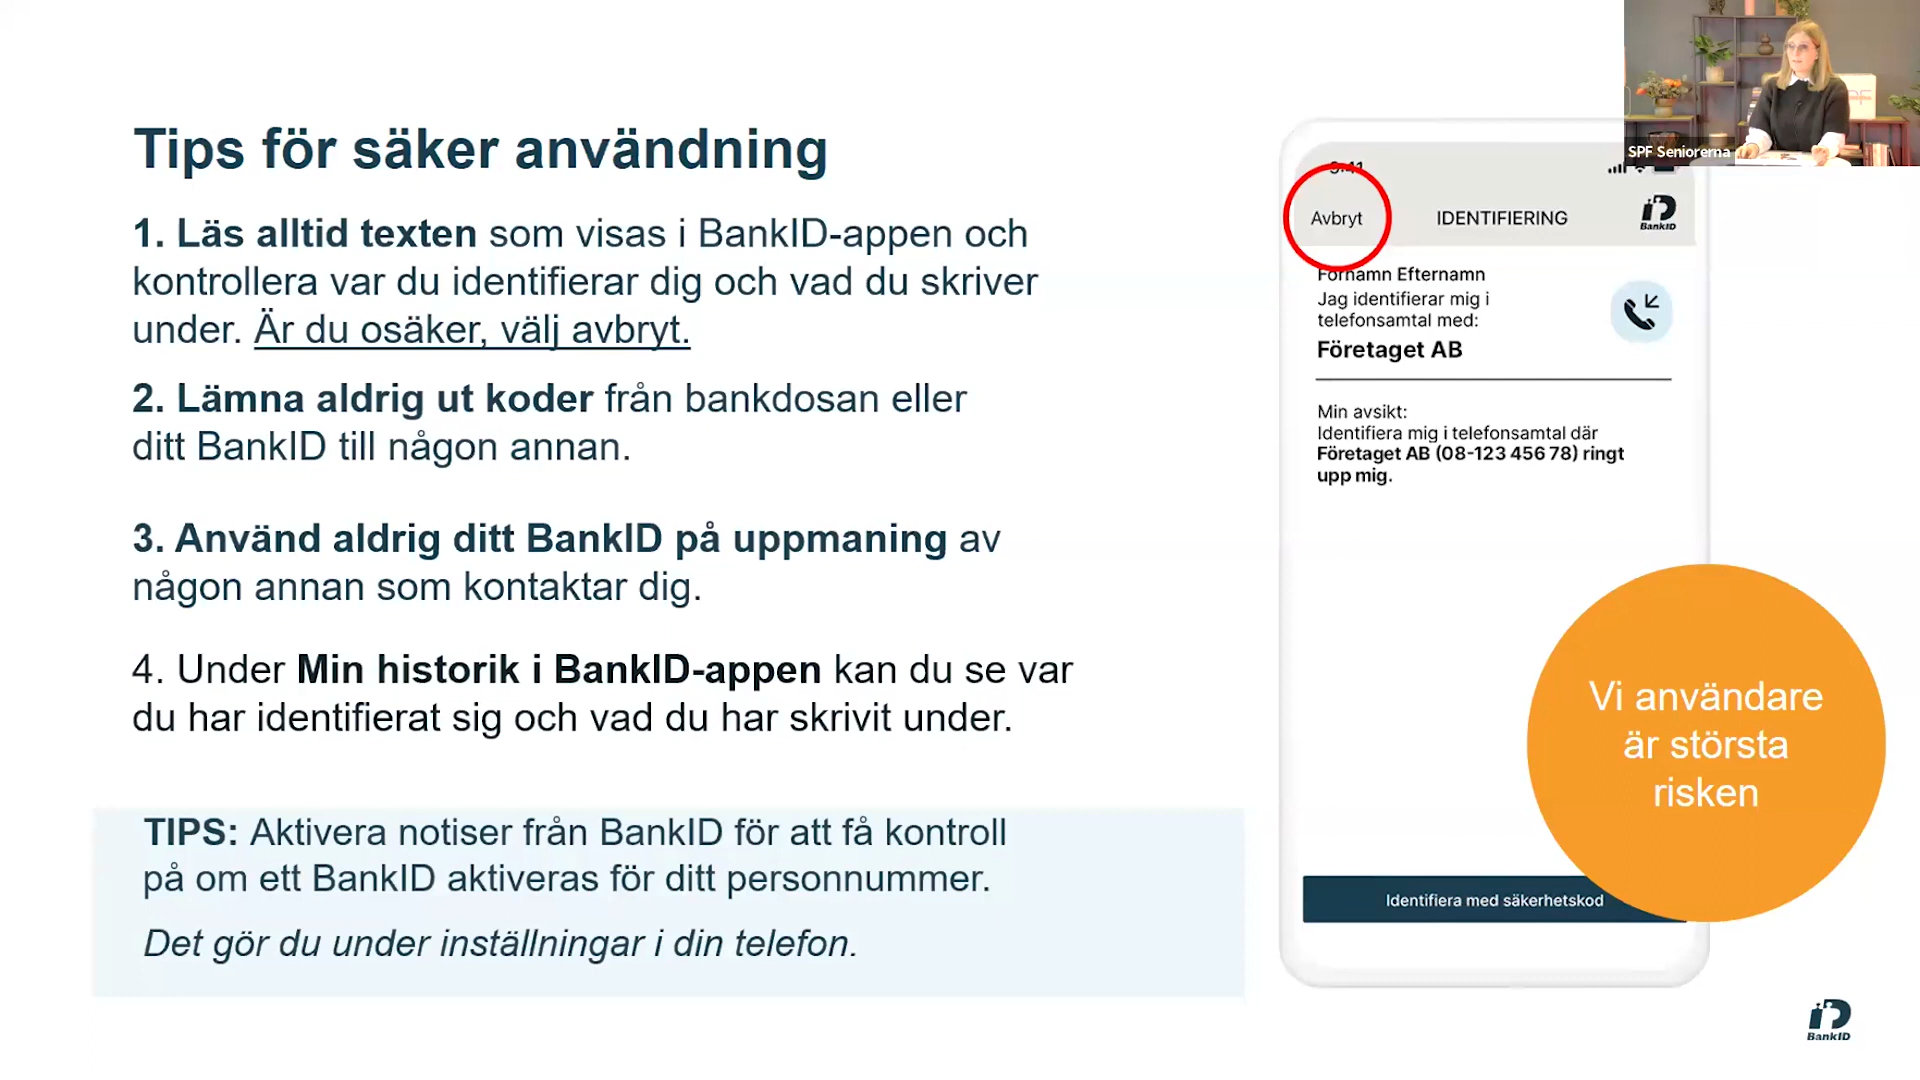 Tips för säker användning
1. Läs alltid texten som visas i BankID-appen och
kontrollera var du identifierar dig och vad du skriver
under. Är du osäker, välj avbryt.
2. Lämna aldrig ut koder från bankdosan eller
ditt BankID till någon annan.
3. Använd aldrig ditt BankID på uppmaning av
någon annan som kontaktar dig.
4. Under Min historik i BankID-appen kan du se var
du har identifierat sig och vad du har skrivit under.
TIPS: Aktivera notiser från BankID för att få kontroll
på om ett BankID aktiveras för ditt personnummer.
Det gör du under inställningar i din telefon.
SPF Seniorerna
9:41
Avbryt
IDENTIFIERING
BankID
Förnamn Efternamn
Jag identifierar mig i
telefonsamtal med:
Företaget AB
Min avsikt:
Identifiera mig i telefonsamtal där
Företaget AB (08-123 456 78) ringt
upp mig.
Identifiera med säkerhetskod
Vi användare
är största
risken
BankID